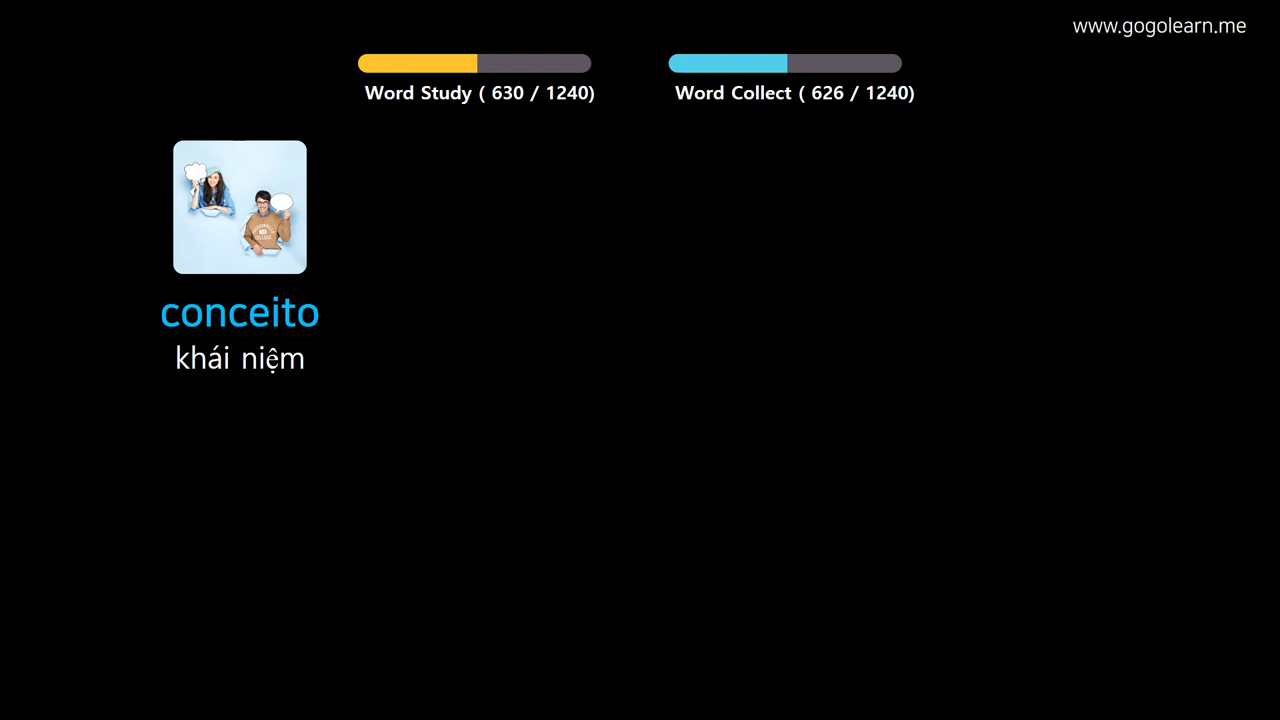 www.gogolearn.me
Word Study ( 630 / 1240)
Word Collect ( 626 / 1240)
conceito
khái niệm